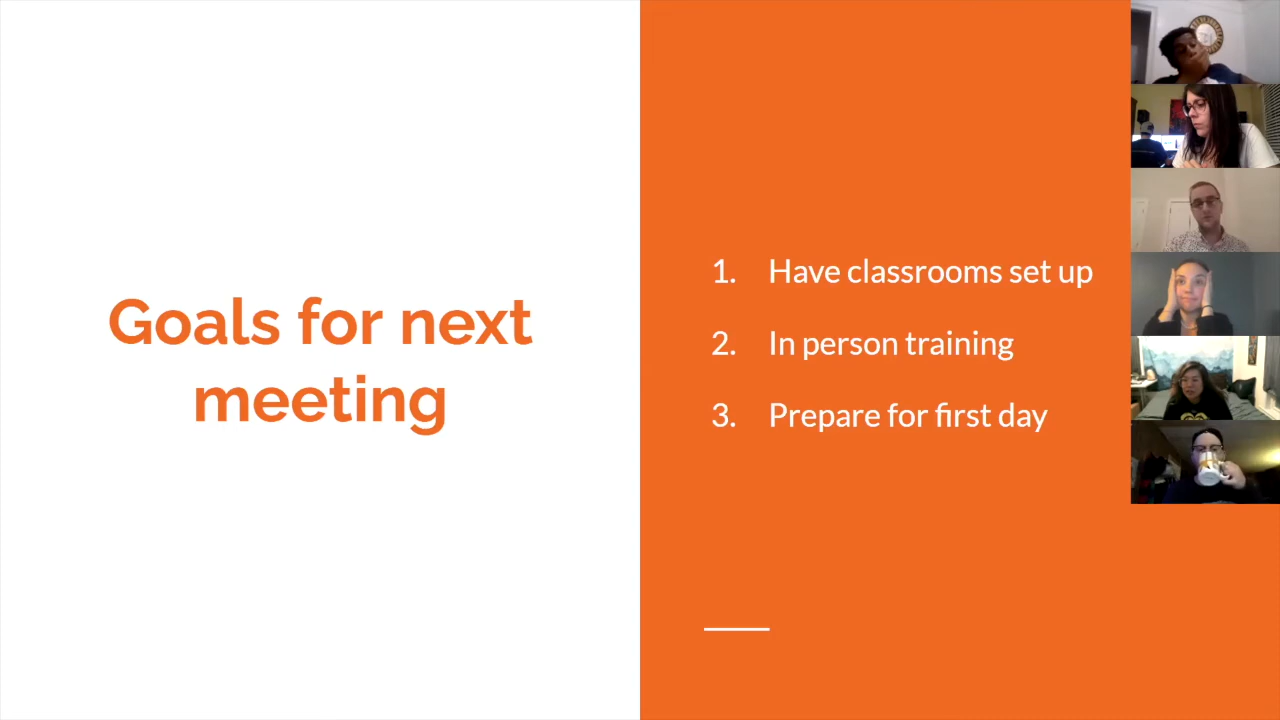 Goals for next
meeting
1. Have classrooms set up
2. In person training
3. Prepare for first day